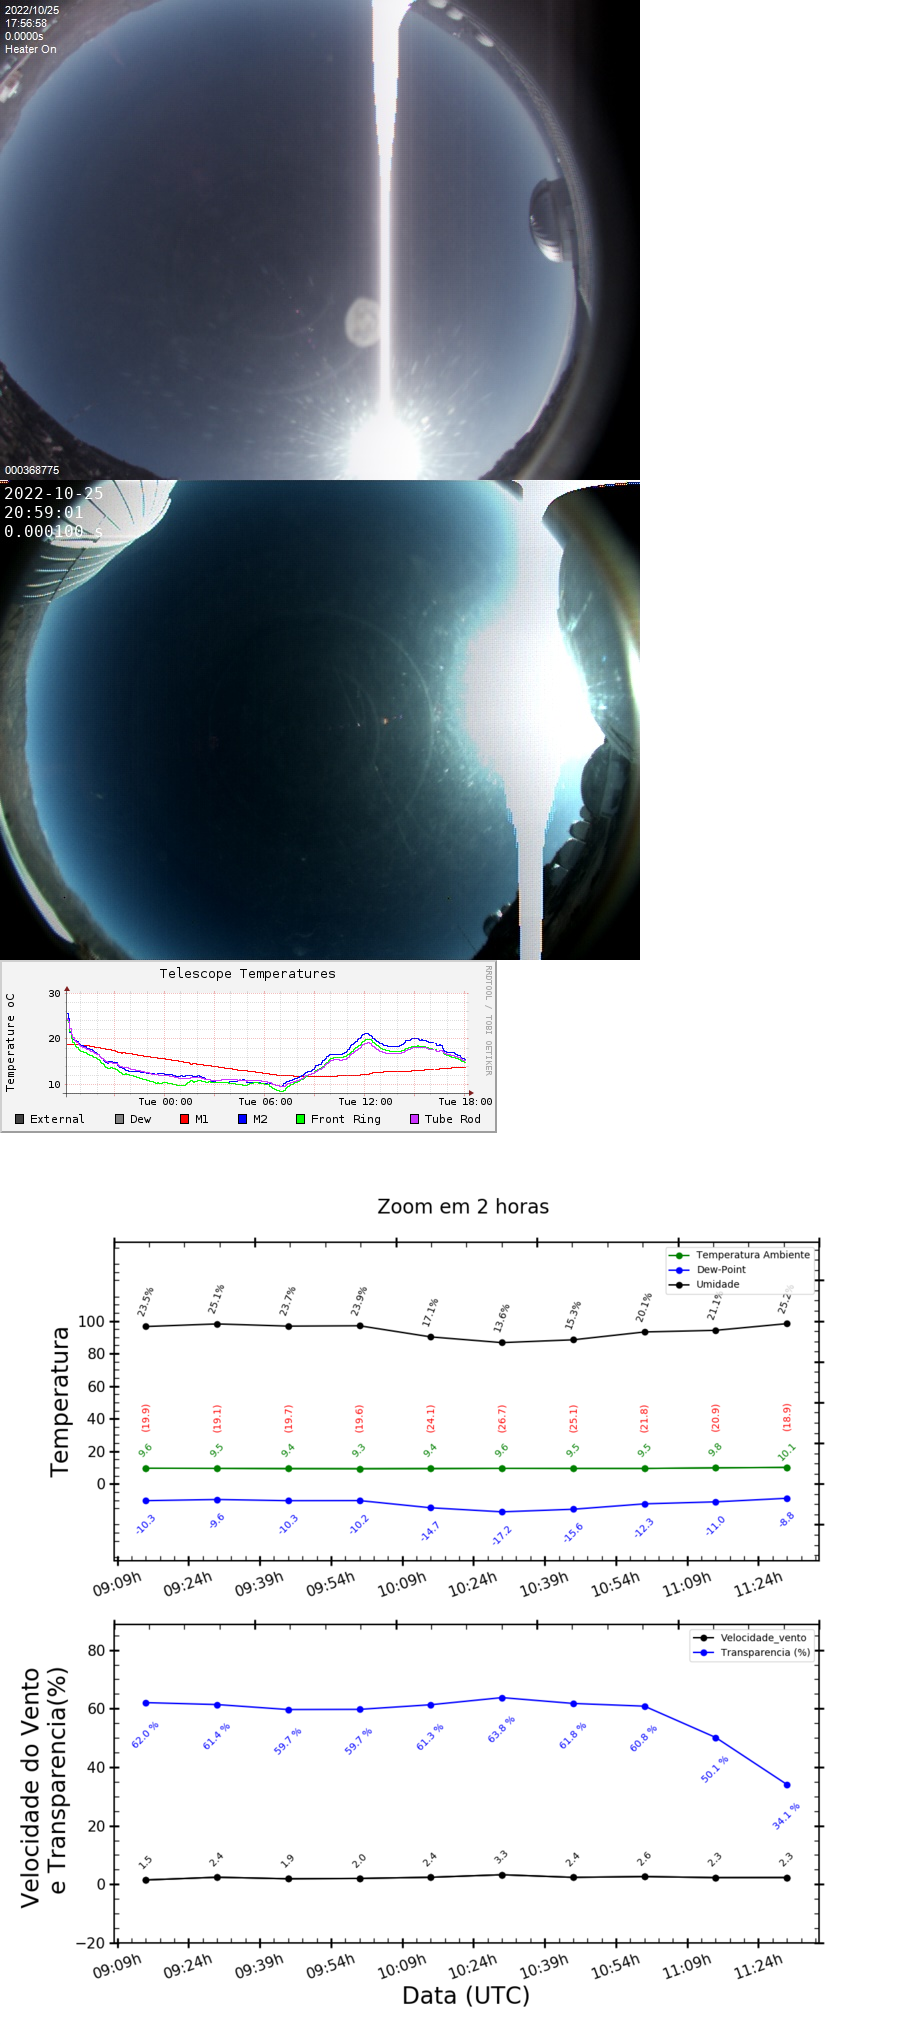 2022/10/25
17:56:58
0.0000s
Heater On
000368775
2022-10-25
20:59:01
0.000100 s
Telescope Temperatures
RRDTOOL / TOBI OETIKER
Temperature oC
30
20
10
Tue 00:00 Tue 06:00 Tue 12:00 Tue 18:00
External Dew M1 M2 Front Ring Tube Rod
Zoom em 2 horas
Temperatura Ambiente
Dew-Point
Umidade
23.5% 25.1% 23.7% 23.9% 17.1% 13.6% 15.3% 20.1% 21.1% 25.2%
Temperatura
100
80
60
40
20
0
(19.9) (19.1) (19.7) (19.6) (24.1) (26.7) (25.1) (21.8) (20.9) (18.9)
9.6 9.5 9.4 9.3 9.4 9.6 9.5 9.5 9.8 10.1
-10.3 -9.6 -10.3 -10.2 -14.7 -17.2 -15.6 -12.3 -11.0 -8.8
09:09h 09:24h 09:39h 09:54h 10:09h 10:24h 10:39h 10:54h 11:09h 11:24h
Velocidade_vento
Transparencia (%)
Velocidade do Vento
e Transparencia(%)
80
60
40
20
0
−20
62.0 % 61.4 % 59.7 % 59.7 % 61.3 % 63.8 % 61.8 % 60.8 % 50.1 % 34.1 %
1.5 2.4 1.9 2.0 2.4 3.3 2.4 2.6 2.3 2.3
09:09h 09:24h 09:39h 09:54h 10:09h 10:24h 10:39h 10:54h 11:09h 11:24h
Data (UTC)